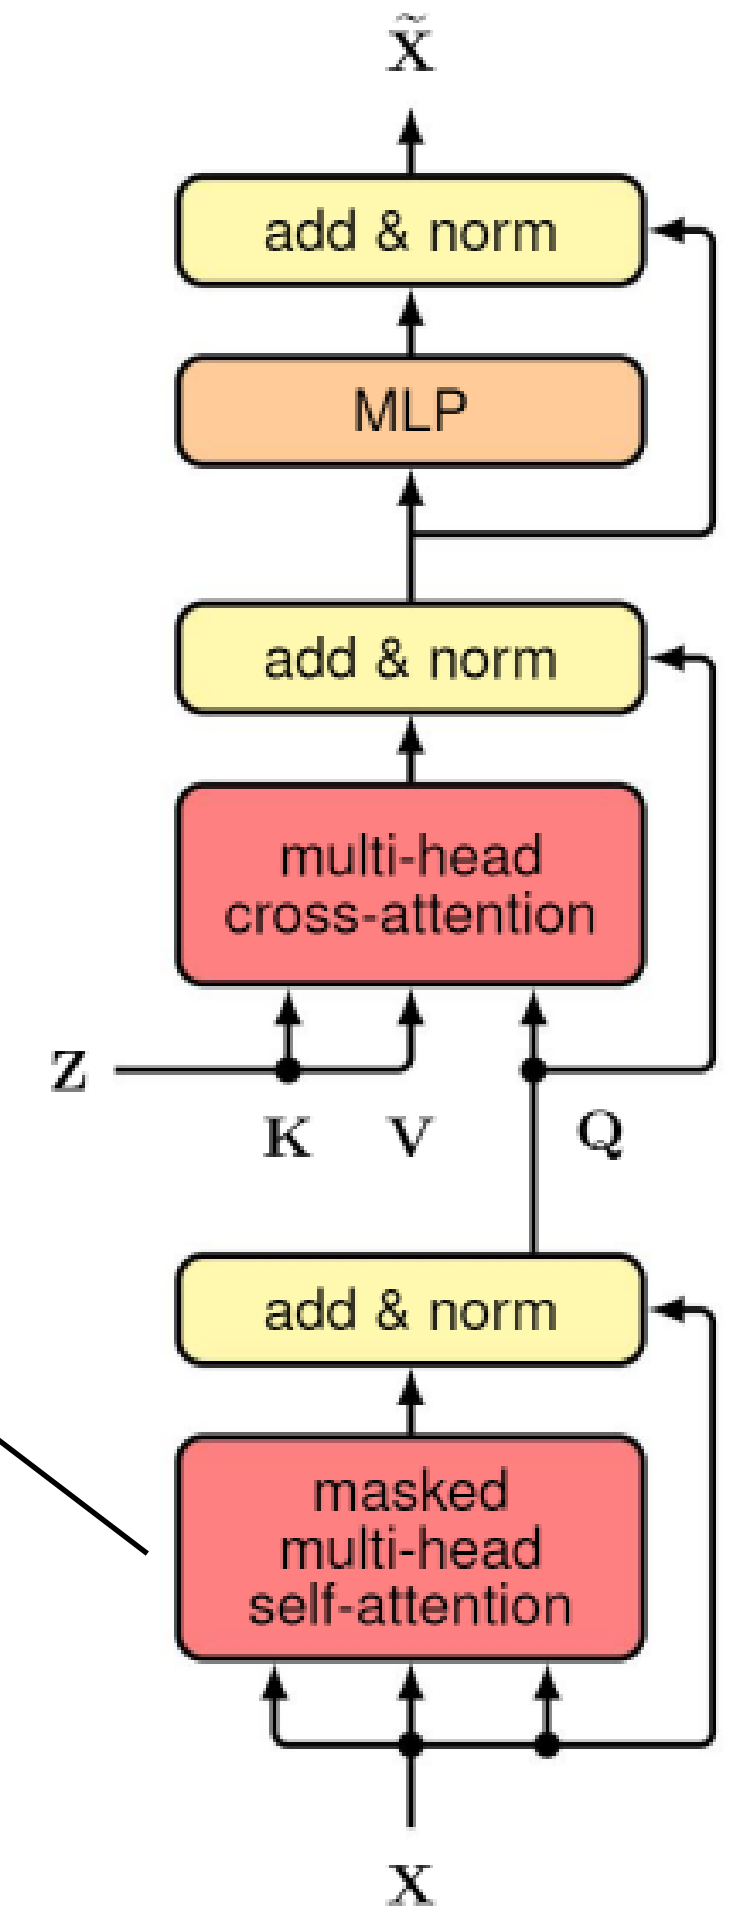 X̃
add & norm
MLP
add & norm
multi-head
cross-attention
Z
K V Q
add & norm
masked
multi-head
self-attention
X